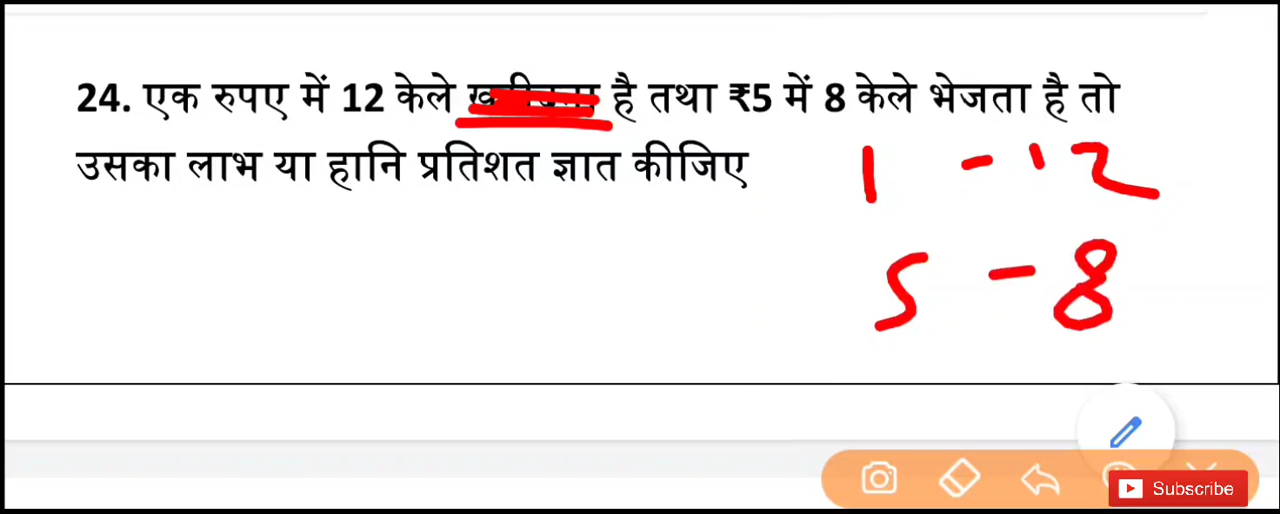 24. एक रुपए में 12 केले है तथा ₹5 में 8 केले भेजता है तो
उसका लाभ या हानि प्रतिशत ज्ञात कीजिए
1 - 12
5 - 8
Subscribe